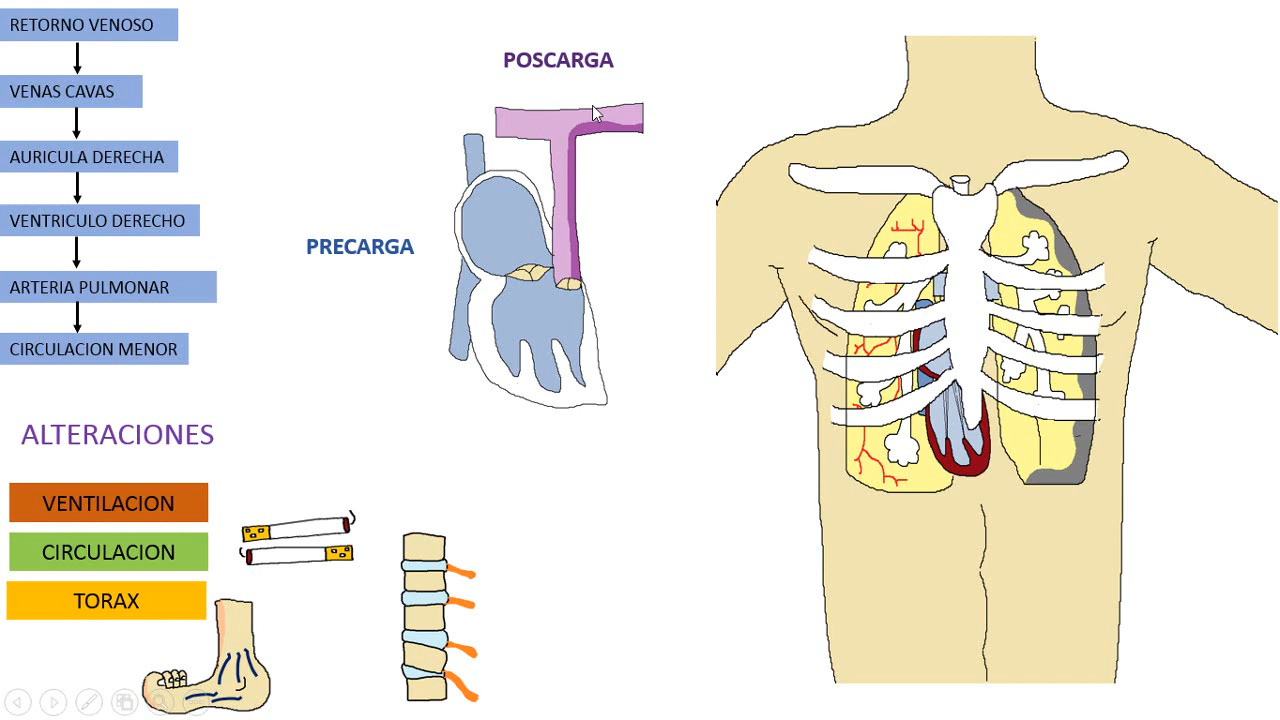 RETORNO VENOSO
VENAS CAVAS
AURICULA DERECHA
VENTRICULO DERECHO
ARTERIA PULMONAR
CIRCULACION MENOR
POSCARGA
PRECARGA
ALTERACIONES
VENTILACION
CIRCULACION
TORAX